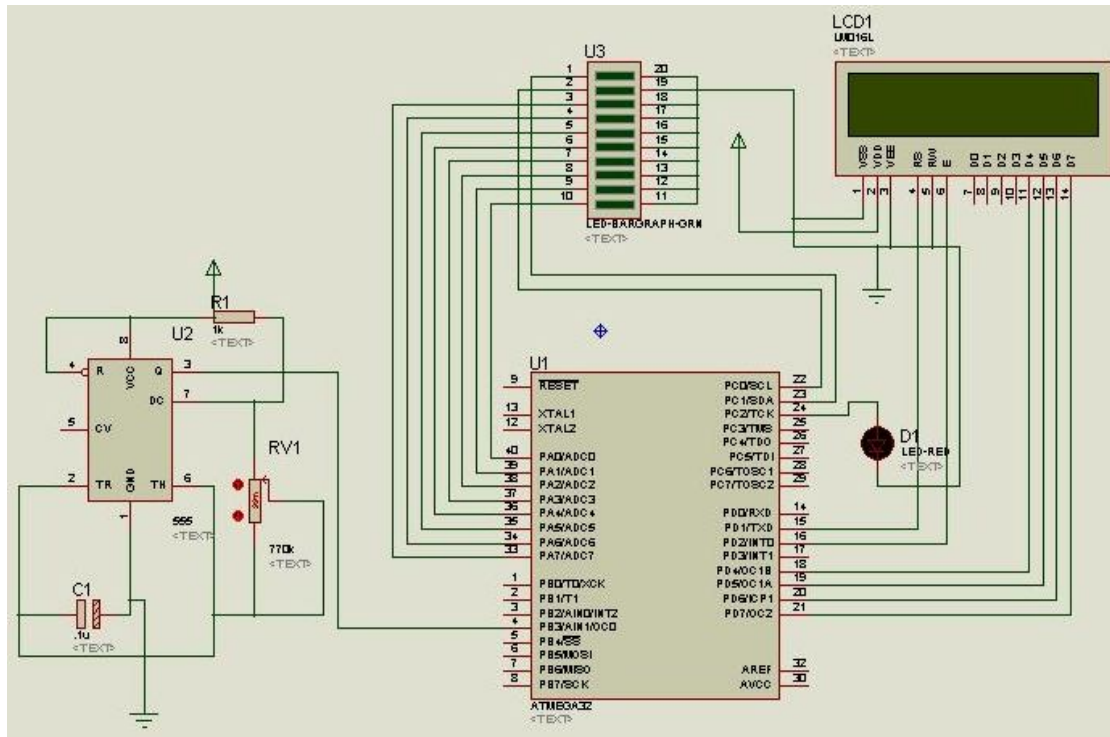 LCD1
LM016L
<TEXT>
VSS
VDD
VEE
RS
RW
E
D0
D1
D2
D3
D4
D5
D6
D7
1
2
3
4
5
6
7
8
9
10
11
12
13
14
U3
1 20
2 19
3 18
4 17
5 16
6 15
7 14
8 13
9 12
10 11
LED-BARGRAPH-GRN
<TEXT>
R1
1k
<TEXT>
U2
8
4 R VCC Q 3
DC 7
5 CV
2 TR GND TH 6
1
555
<TEXT>
RV1
770k
<TEXT>
C1
.1u
<TEXT>
U1
9 RESET PC0/SCL 22
PC1/SDA 23
13 XTAL1 PC2/TCK 24
12 XTAL2 PC3/TMS 25
PC4/TDO 26
40 PA0/ADC0 PC5/TDI 27
39 PA1/ADC1 PC6/TOSC1 28
38 PA2/ADC2 PC7/TOSC2 29
37 PA3/ADC3
36 PA4/ADC4 PD0/RXD 14
35 PA5/ADC5 PD1/TXD 15
34 PA6/ADC6 PD2/INT0 16
33 PA7/ADC7 PD3/INT1 17
PD4/OC1B 18
1 PB0/T0/XCK PD5/OC1A 19
2 PB1/T1 PD6/ICP1 20
3 PB2/AIN0/INT2 PD7/OC2 21
4 PB3/AIN1/OC0
5 PB4/SS
6 PB5/MOSI
7 PB6/MISO AREF 32
8 PB7/SCK AVCC 30
ATMEGA32
<TEXT>
D1
LED-RED
<TEXT>